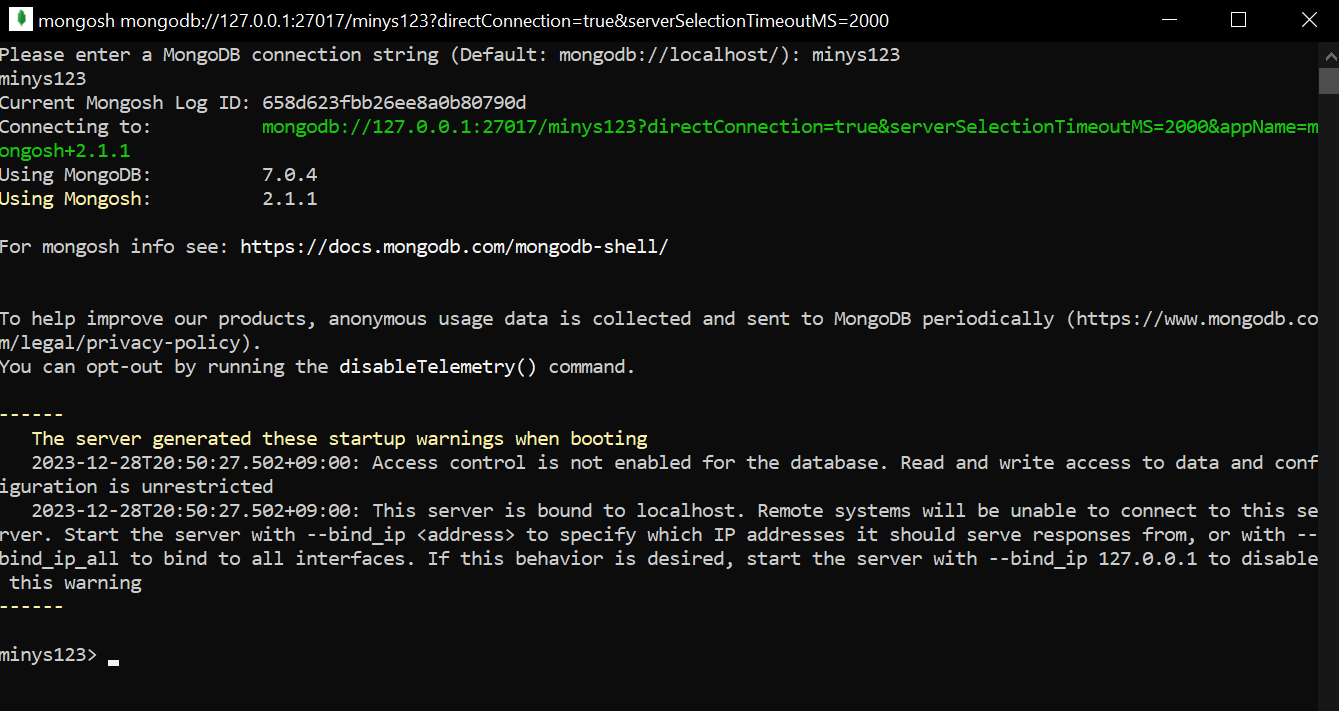 mongosh mongodb://127.0.0.1:27017/minys123?directConnection=true&serverSelectionTimeoutMS=2000
Please enter a MongoDB connection string (Default: mongodb://localhost/): minys123
minys123
Current Mongosh Log ID: 658d623fbb26ee8a0b80790d
Connecting to:          mongodb://127.0.0.1:27017/minys123?directConnection=true&serverSelectionTimeoutMS=2000&appName=m
ongosh+2.1.1
Using MongoDB:          7.0.4
Using Mongosh:          2.1.1
For mongosh info see: https://docs.mongodb.com/mongodb-shell/
To help improve our products, anonymous usage data is collected and sent to MongoDB periodically (https://www.mongodb.co
m/legal/privacy-policy).
You can opt-out by running the disableTelemetry() command.
------
   The server generated these startup warnings when booting
   2023-12-28T20:50:27.502+09:00: Access control is not enabled for the database. Read and write access to data and conf
iguration is unrestricted
   2023-12-28T20:50:27.502+09:00: This server is bound to localhost. Remote systems will be unable to connect to this se
rver. Start the server with --bind_ip <address> to specify which IP addresses it should serve responses from, or with --
bind_ip_all to bind to all interfaces. If this behavior is desired, start the server with --bind_ip 127.0.0.1 to disable
 this warning
------
minys123>